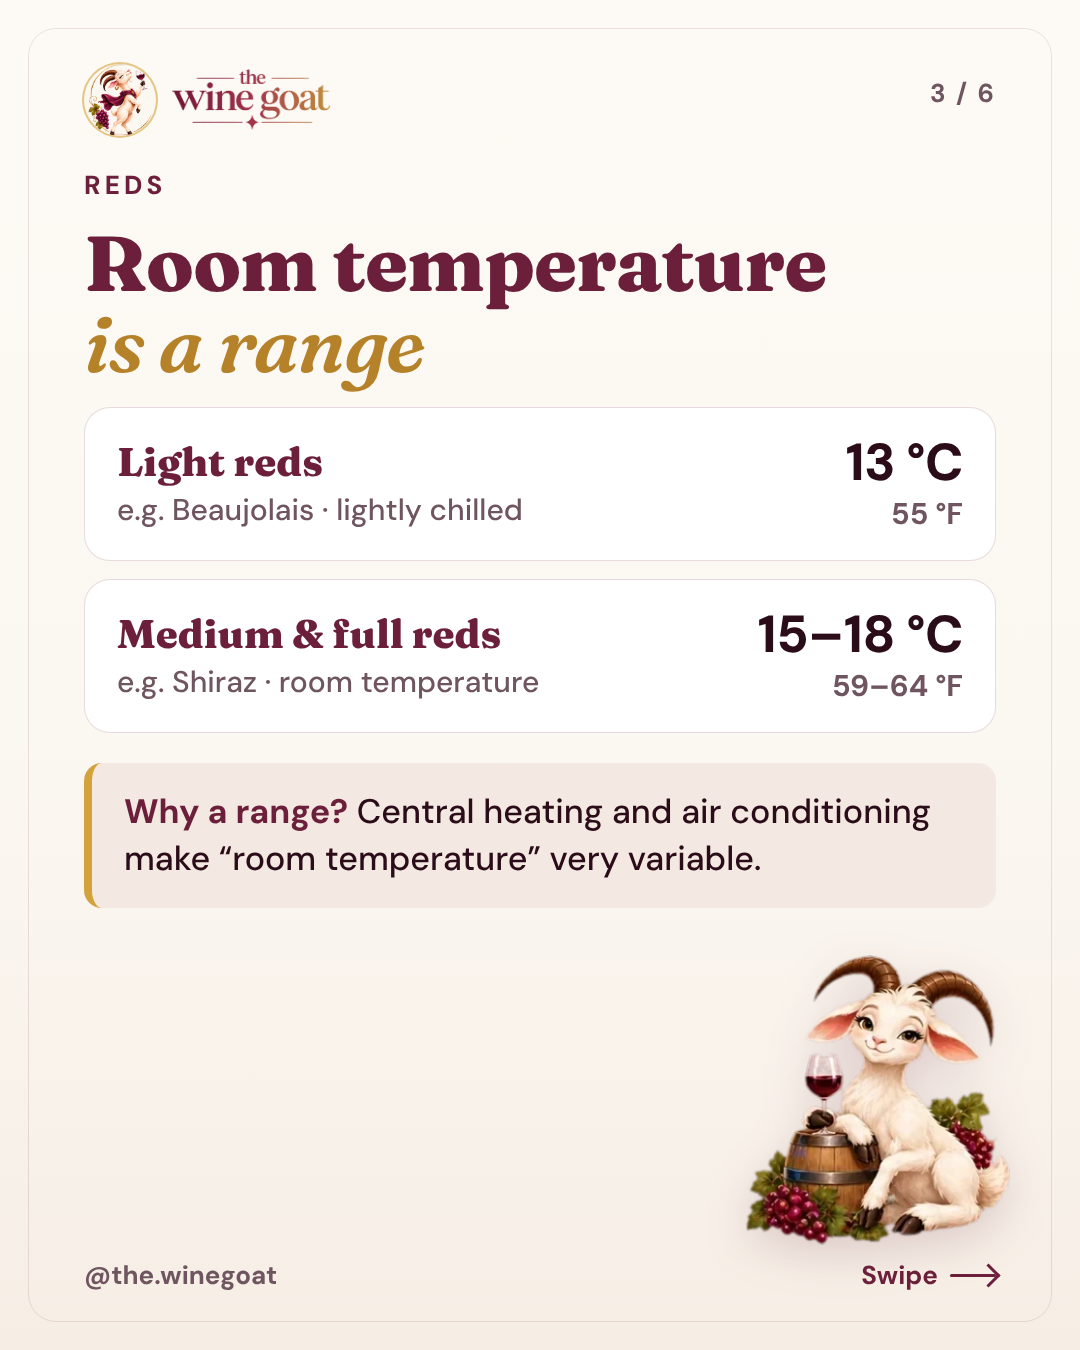 the
wine goat
3 / 6
REDS
Room temperature
is a range
Light reds
13 °C
e.g. Beaujolais · lightly chilled
55 °F
Medium & full reds
15–18 °C
e.g. Shiraz · room temperature
59–64 °F
Why a range? Central heating and air conditioning
make “room temperature” very variable.
@the.winegoat
Swipe